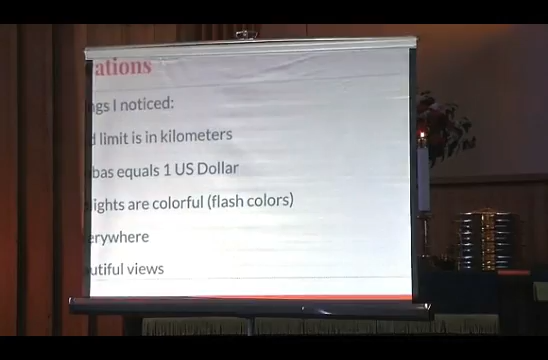 ations
ngs I noticed:
d limit is in kilometers
bas equals 1 US Dollar
lights are colorful (flash colors)
erywhere
utiful views